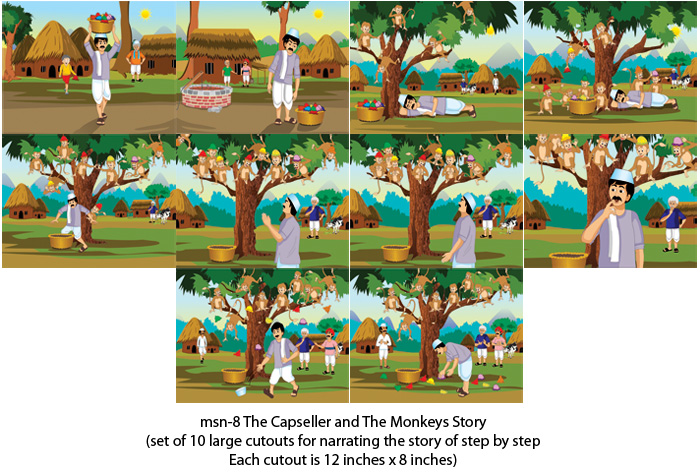 msn-8 The Capseller and The Monkeys Story
(set of 10 large cutouts for narrating the story of step by step
Each cutout is 12 inches x 8 inches)